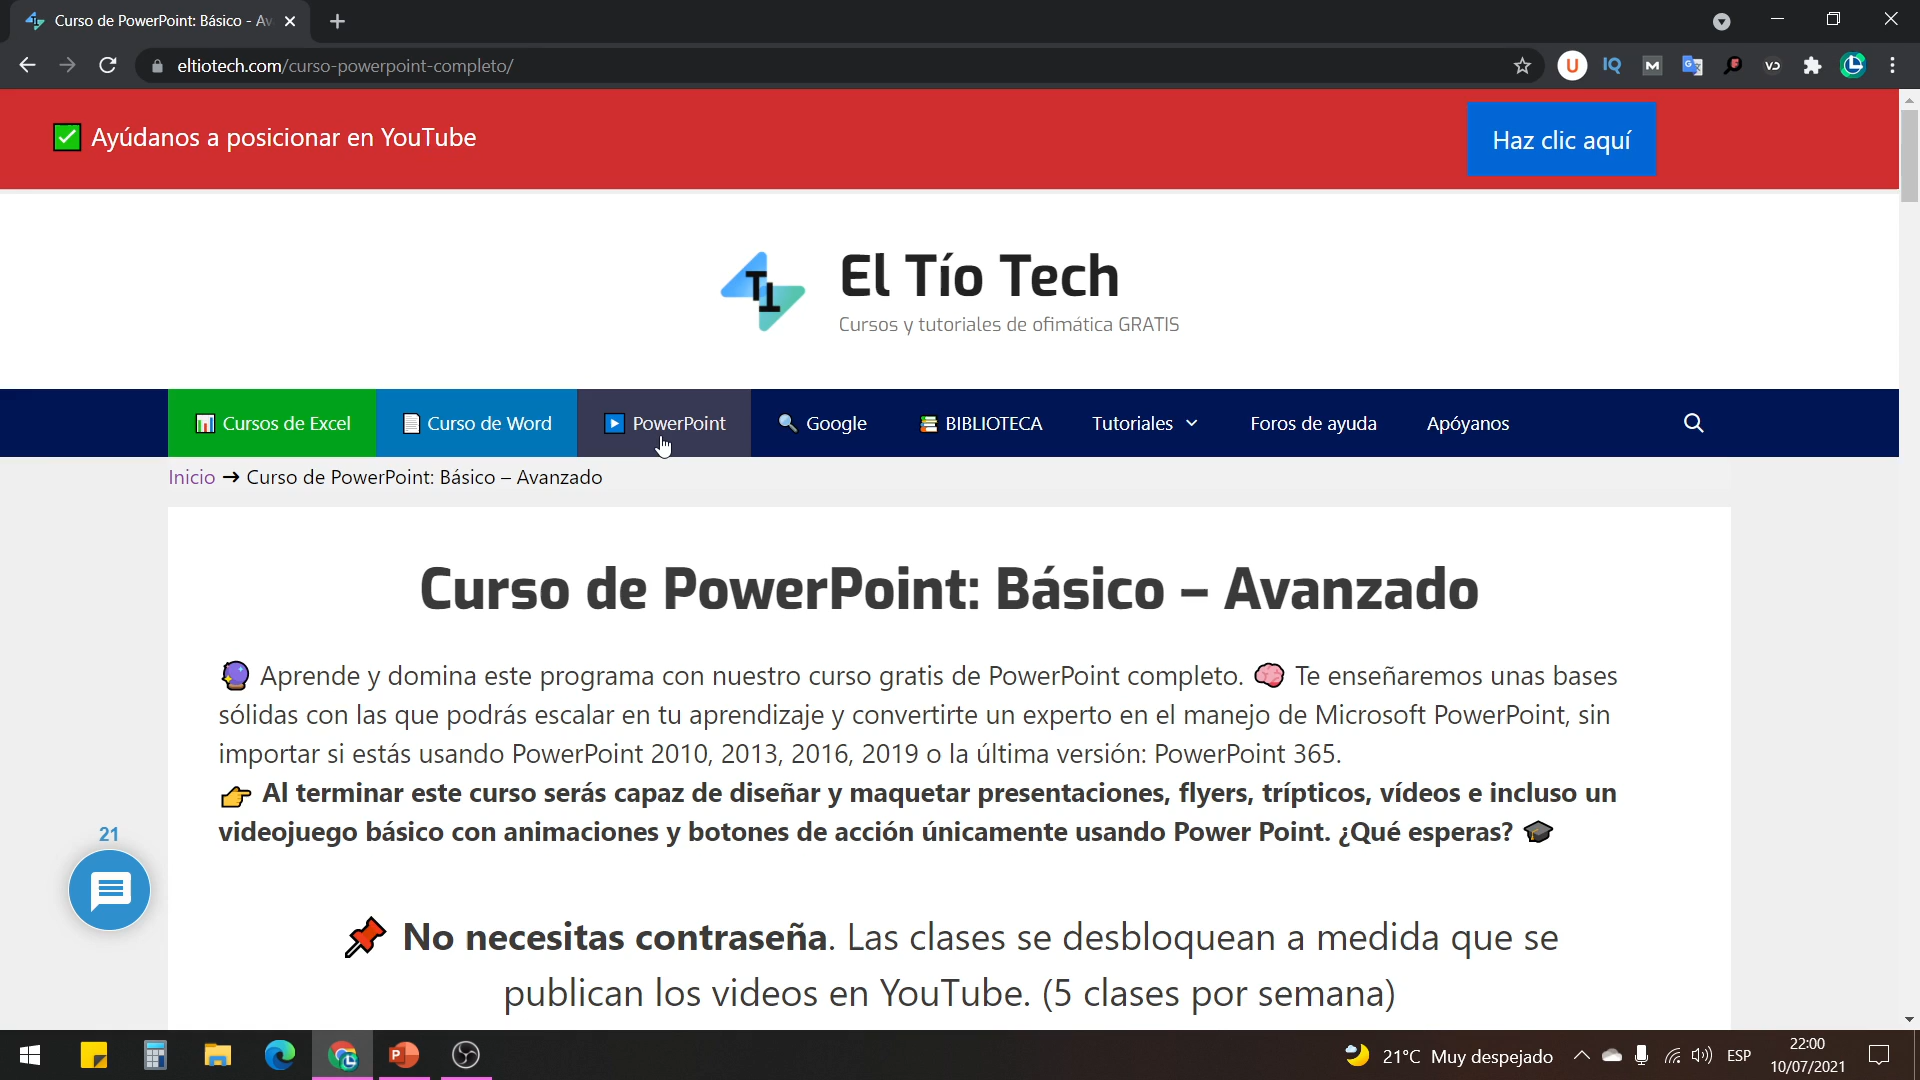 Curso de PowerPoint: Básico - Av
eltiotech.com/curso-powerpoint-completo/
Ayúdanos a posicionar en YouTube
Haz clic aquí
El Tío Tech
Cursos y tutoriales de ofimática GRATIS
Cursos de Excel
Curso de Word
PowerPoint
Google
BIBLIOTECA
Tutoriales
Foros de ayuda
Apóyanos
Inicio → Curso de PowerPoint: Básico – Avanzado
Curso de PowerPoint: Básico – Avanzado
Aprende y domina este programa con nuestro curso gratis de PowerPoint completo. Te enseñaremos unas bases
sólidas con las que podrás escalar en tu aprendizaje y convertirte un experto en el manejo de Microsoft PowerPoint, sin
importar si estás usando PowerPoint 2010, 2013, 2016, 2019 o la última versión: PowerPoint 365.
Al terminar este curso serás capaz de diseñar y maquetar presentaciones, flyers, trípticos, vídeos e incluso un
videojuego básico con animaciones y botones de acción únicamente usando Power Point. ¿Qué esperas?
21
No necesitas contraseña. Las clases se desbloquean a medida que se
publican los videos en YouTube. (5 clases por semana)
21°C Muy despejado
ESP
22:00
10/07/2021